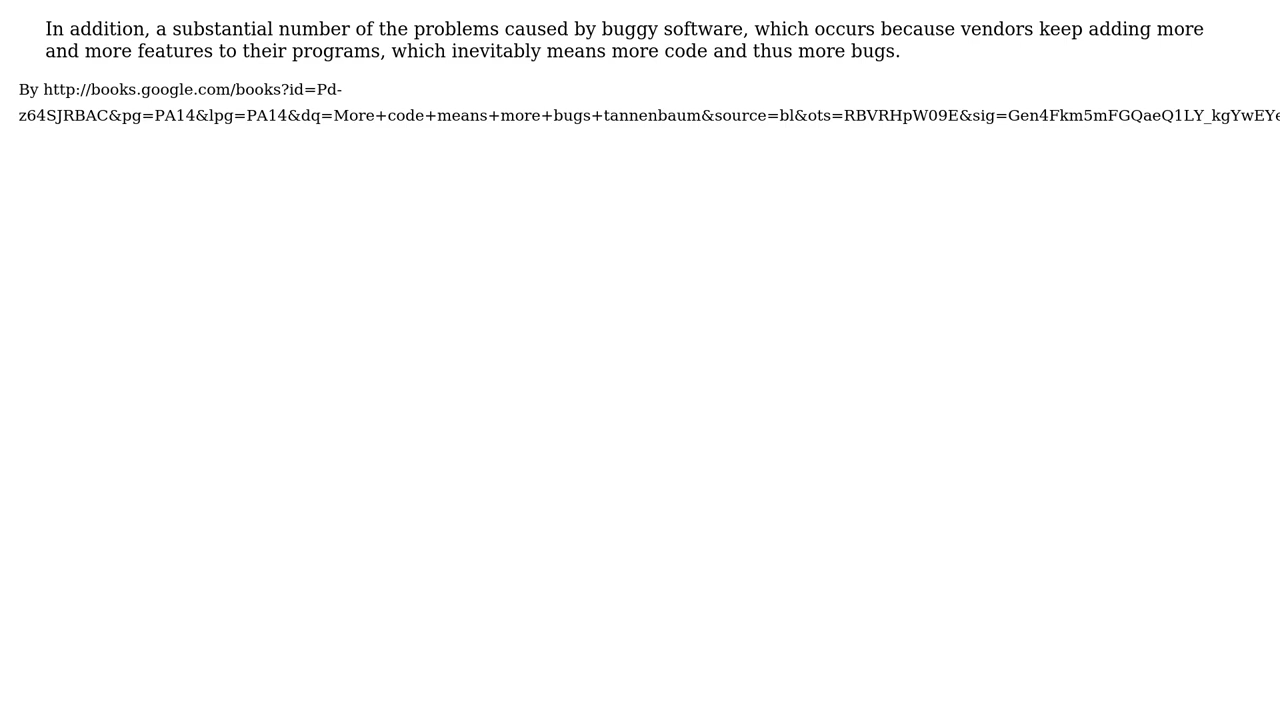 In addition, a substantial number of the problems caused by buggy software, which occurs because vendors keep adding more
and more features to their programs, which inevitably means more code and thus more bugs.
By http://books.google.com/books?id=Pd-
z64SJRBAC&pg=PA14&lpg=PA14&dq=More+code+means+more+bugs+tannenbaum&source=bl&ots=RBVRHpW09E&sig=Gen4Fkm5mFGQaeQ1LY_kgYwEYe